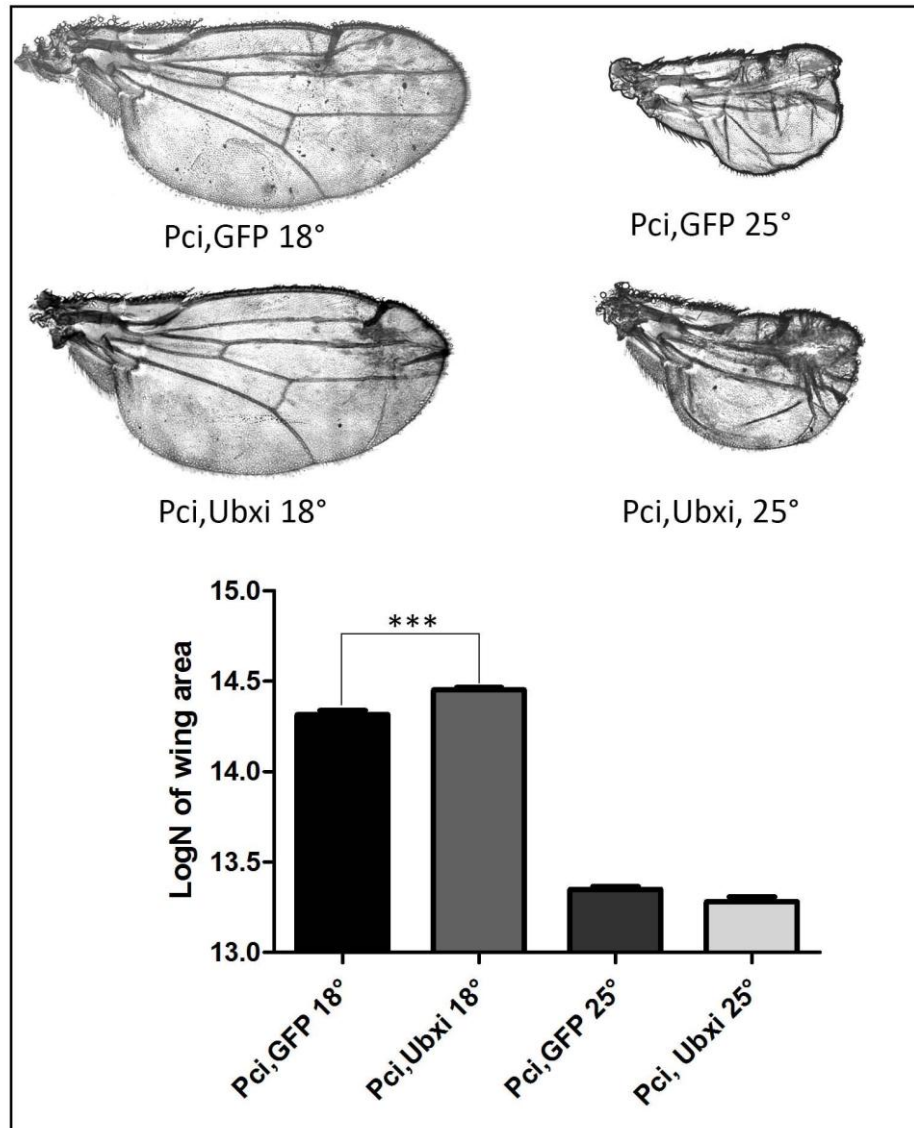 Pci,GFP 18°
Pci,GFP 25°
Pci,Ubxi 18°
Pci,Ubxi, 25°
15.0
***
14.5
14.0
13.5
13.0
LogN of wing area
Pci,GFP 18°
Pci,Ubxi 18°
Pci,GFP 25°
Pci, Ubxi 25°